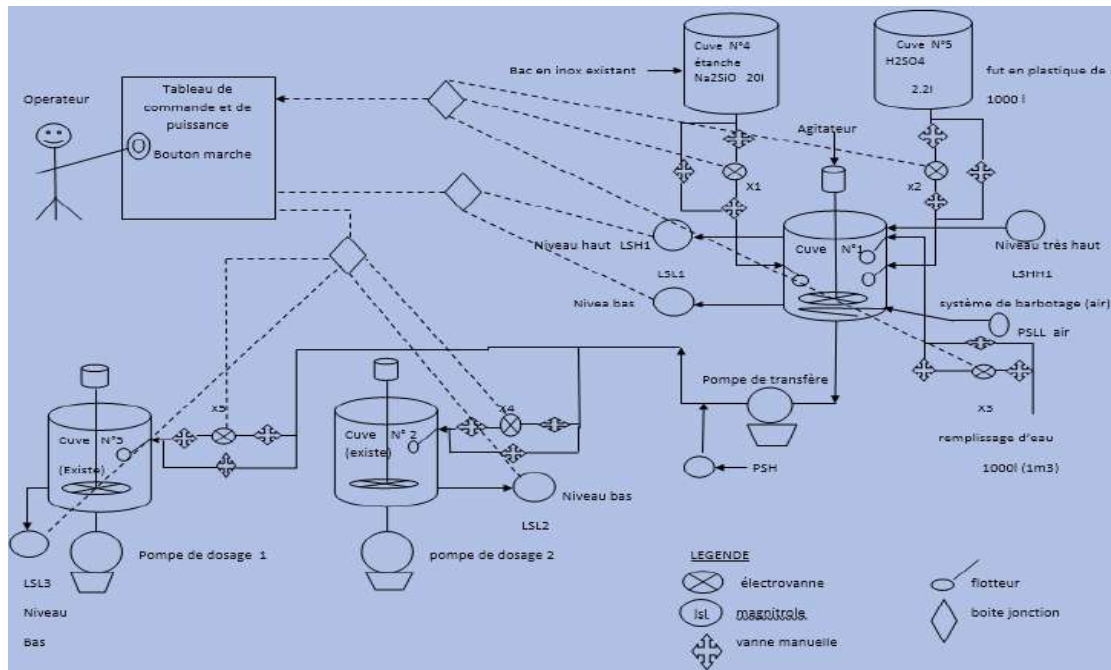 Cuve N°4
étanche
Na2SiO 20l
Cuve N°5
H2SO4
2.2l
Bac en inox existant
fut en plastique de
1000 l
Operateur
Tableau de
commande et de
puissance
Bouton marche
Agitateur
X1
x2
Niveau haut LSH1
Cuve N°1
Niveau très haut
LSL1
LSHH1
Nivea bas
système de barbotage (air)
PSLL air
Pompe de transfère
X3
x5
x4
Cuve N°3
(Existe)
Cuve N° 2
(existe)
remplissage d'eau
1000l (1m3)
PSH
Niveau bas
LSL2
Pompe de dosage 1
pompe de dosage 2
LSL3
Niveau
Bas
LEGENDE
électrovanne
flotteur
lsl
magnitrole
boite jonction
vanne manuelle